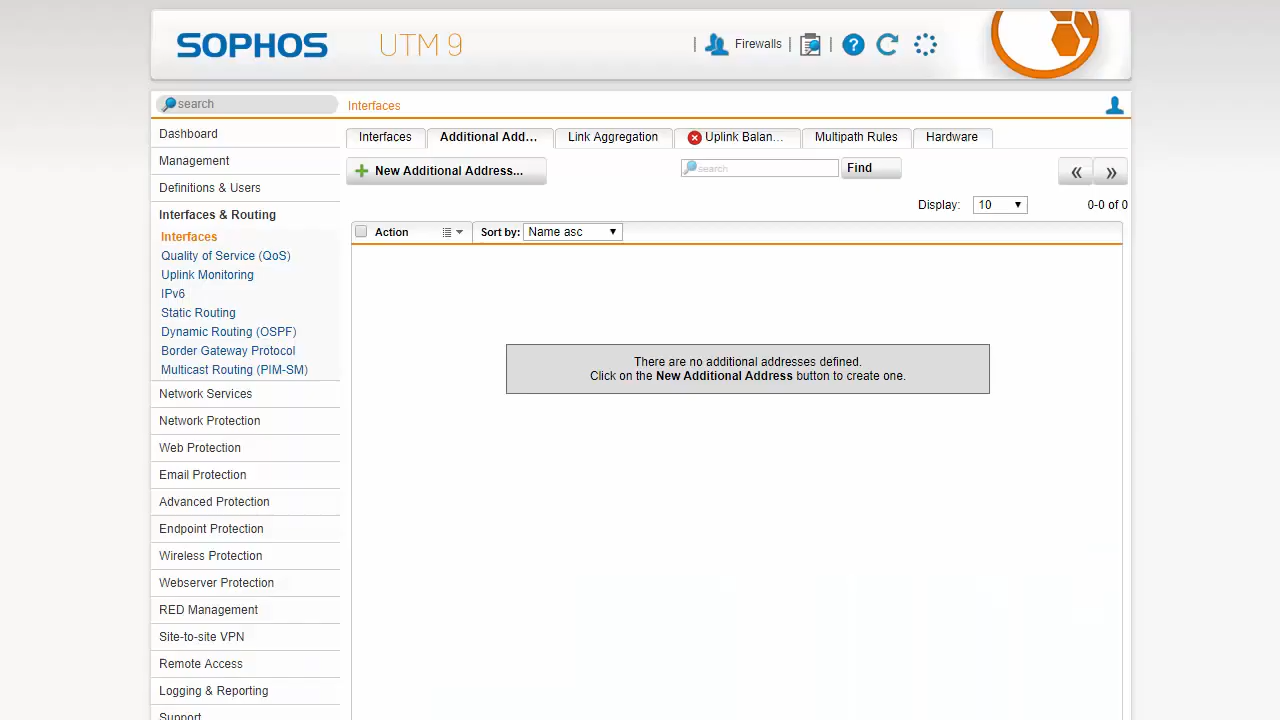 SOPHOS UTM 9
| Firewalls | |
search
Interfaces
Dashboard
Management
Definitions & Users
Interfaces & Routing
Interfaces
Quality of Service (QoS)
Uplink Monitoring
IPv6
Static Routing
Dynamic Routing (OSPF)
Border Gateway Protocol
Multicast Routing (PIM-SM)
Network Services
Network Protection
Web Protection
Email Protection
Advanced Protection
Endpoint Protection
Wireless Protection
Webserver Protection
RED Management
Site-to-site VPN
Remote Access
Logging & Reporting
Support
Interfaces Additional Add... Link Aggregation Uplink Balan... Multipath Rules Hardware
+ New Additional Address... search Find « »
Display: 10 0-0 of 0
Action Sort by: Name asc
There are no additional addresses defined.
Click on the New Additional Address button to create one.